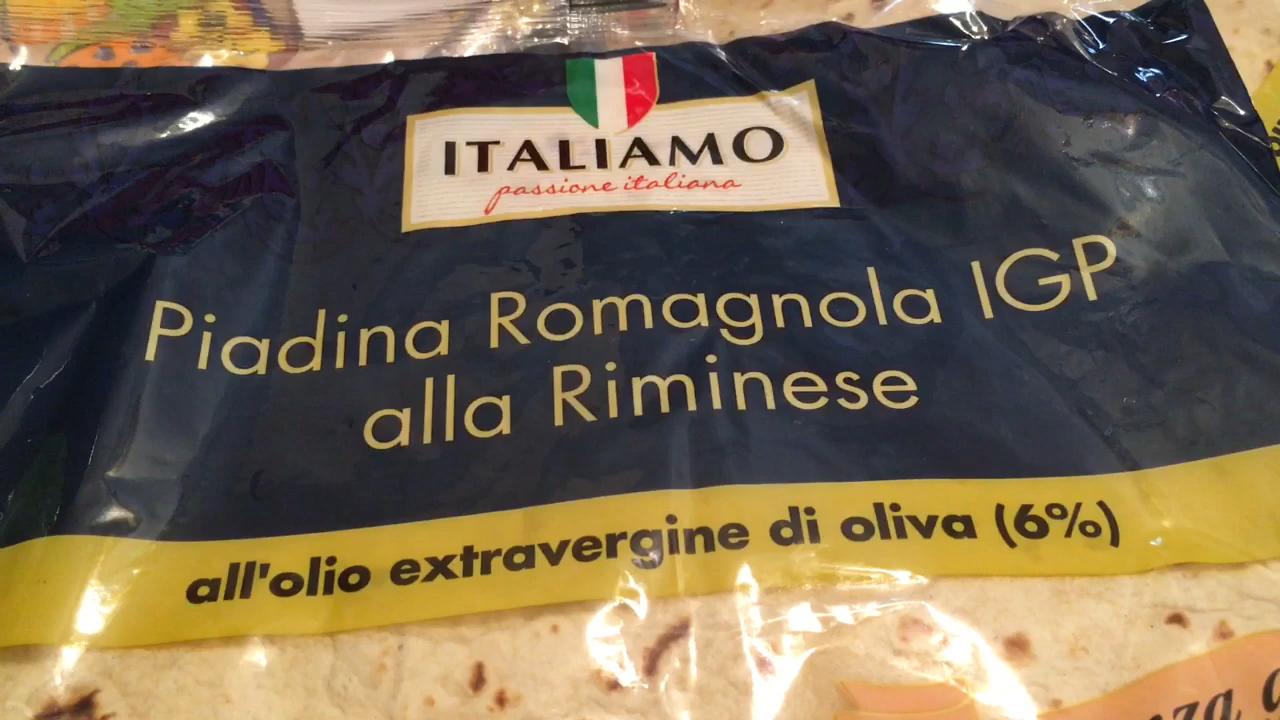 ITALIAMO
passione italiana
Piadina Romagnola IGP
alla Riminese
all'olio extravergine di oliva (6%)